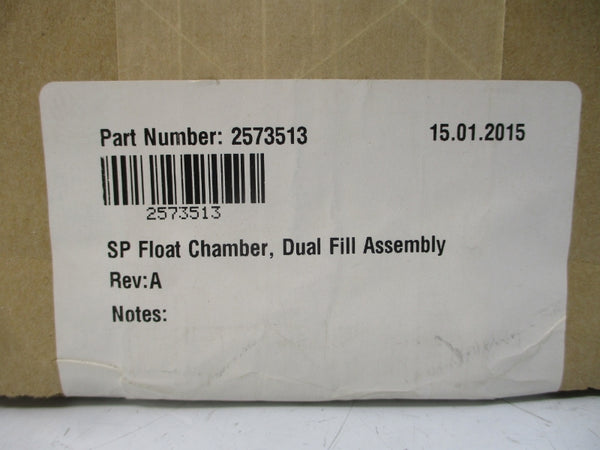 Part Number: 2573513 15.01.2015
2573513
SP Float Chamber, Dual Fill Assembly
Rev:A
Notes: